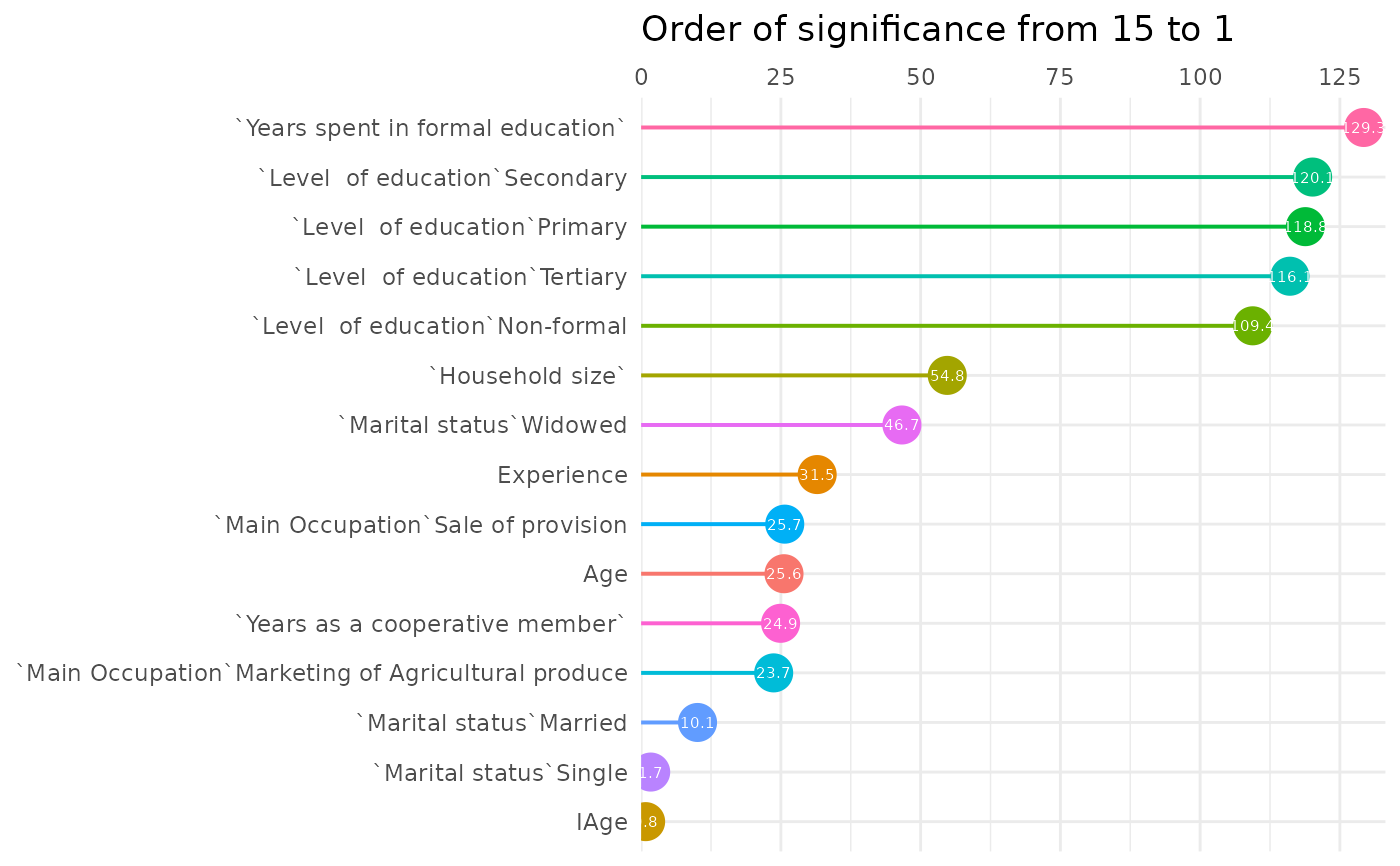 Order of significance from 15 to 1
0 25 50 75 100 125
`Years spent in formal education` 129.3
`Level  of education`Secondary 120.1
`Level  of education`Primary 118.8
`Level  of education`Tertiary 116.1
`Level  of education`Non-formal 109.4
`Household size` 54.8
`Marital status`Widowed 46.7
Experience 31.5
`Main Occupation`Sale of provision 25.7
Age 25.6
`Years as a cooperative member` 24.9
`Main Occupation`Marketing of Agricultural produce 23.7
`Marital status`Married 10.1
`Marital status`Single 1.7
IAge .8